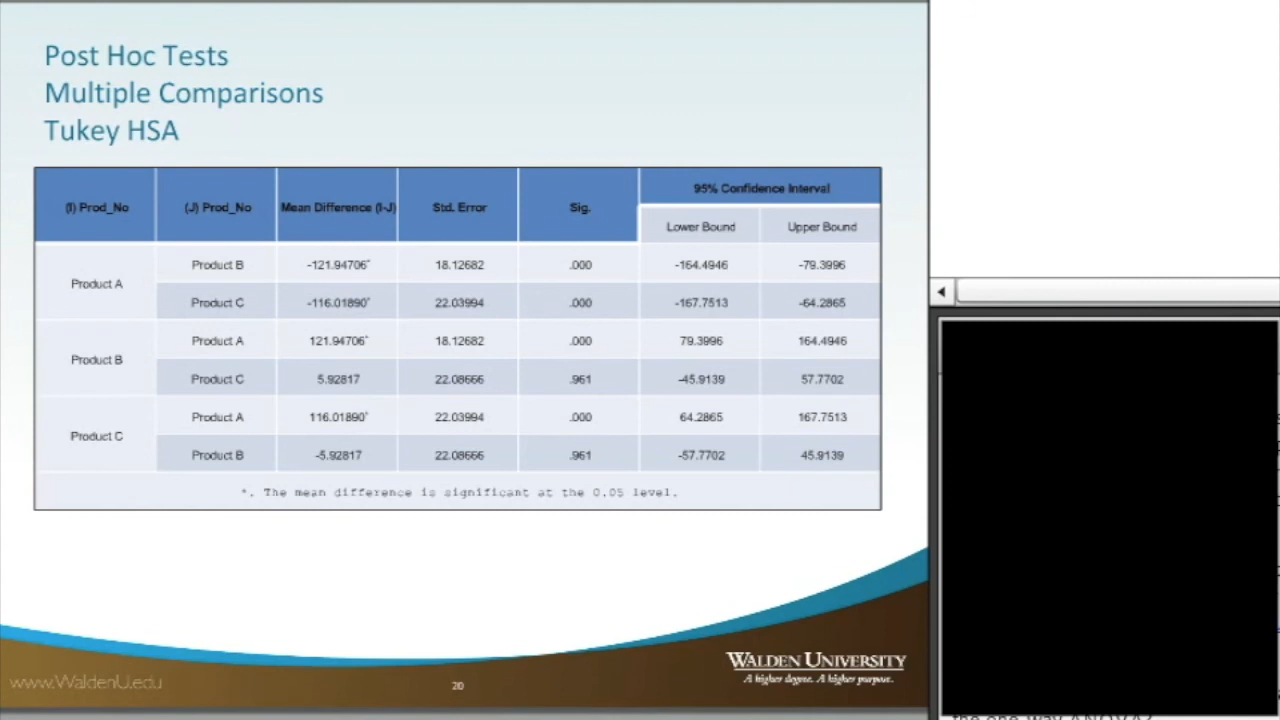 Post Hoc Tests
Multiple Comparisons
Tukey HSA
(I) Prod_No (J) Prod_No Mean Difference (I-J) Std. Error Sig. 95% Confidence Interval
Lower Bound Upper Bound
Product A Product B -121.94706* 18.12682 .000 -164.4946 -79.3996
Product C -116.01890* 22.03994 .000 -167.7513 -64.2865
Product B Product A 121.94706* 18.12682 .000 79.3996 164.4946
Product C 5.92817 22.08666 .961 -45.9139 57.7702
Product C Product A 116.01890* 22.03994 .000 64.2865 167.7513
Product B -5.92817 22.08666 .961 -57.7702 45.9139
*. The mean difference is significant at the 0.05 level.
WALDEN UNIVERSITY
A higher degree. A higher purpose.
www.WaldenU.edu
20